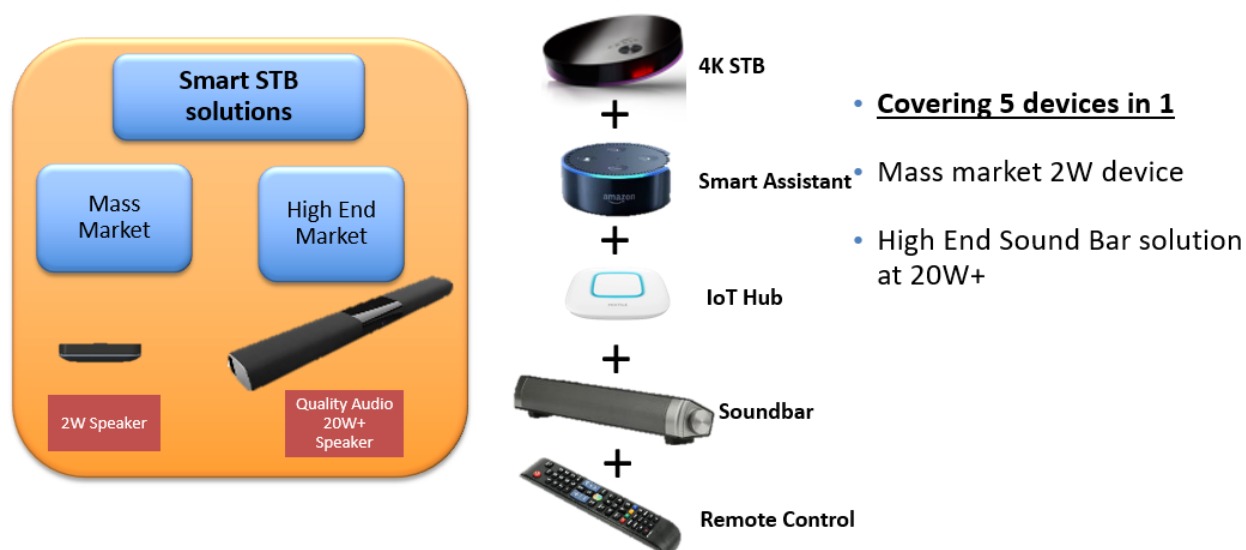 Smart STB
solutions
Mass
Market
High End
Market
2W Speaker
Quality Audio
20W+
Speaker
4K STB
+
amazon
Smart Assistant
+
IoT Hub
+
Soundbar
+
Remote Control
• Covering 5 devices in 1
• Mass market 2W device
• High End Sound Bar solution
at 20W+